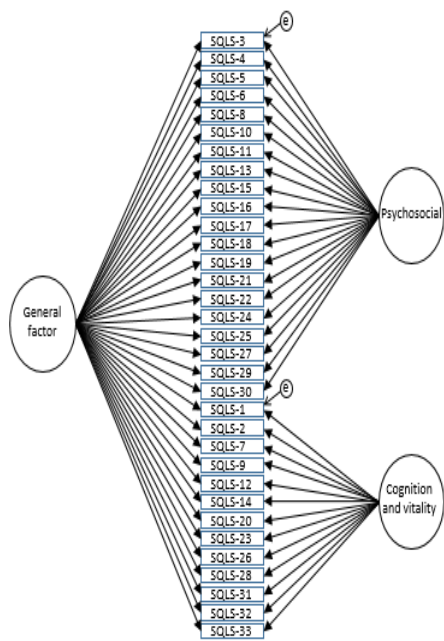 e
SQLS-3
SQLS-4
SQLS-5
SQLS-6
SQLS-8
SQLS-10
SQLS-11
SQLS-13
SQLS-15
SQLS-16
SQLS-17
SQLS-18
SQLS-19
SQLS-21
SQLS-22
SQLS-24
SQLS-25
SQLS-27
SQLS-29
SQLS-30
e
SQLS-1
SQLS-2
SQLS-7
SQLS-9
SQLS-12
SQLS-14
SQLS-20
SQLS-23
SQLS-26
SQLS-28
SQLS-31
SQLS-32
SQLS-33
General
factor
Psychosocial
Cognition
and vitality